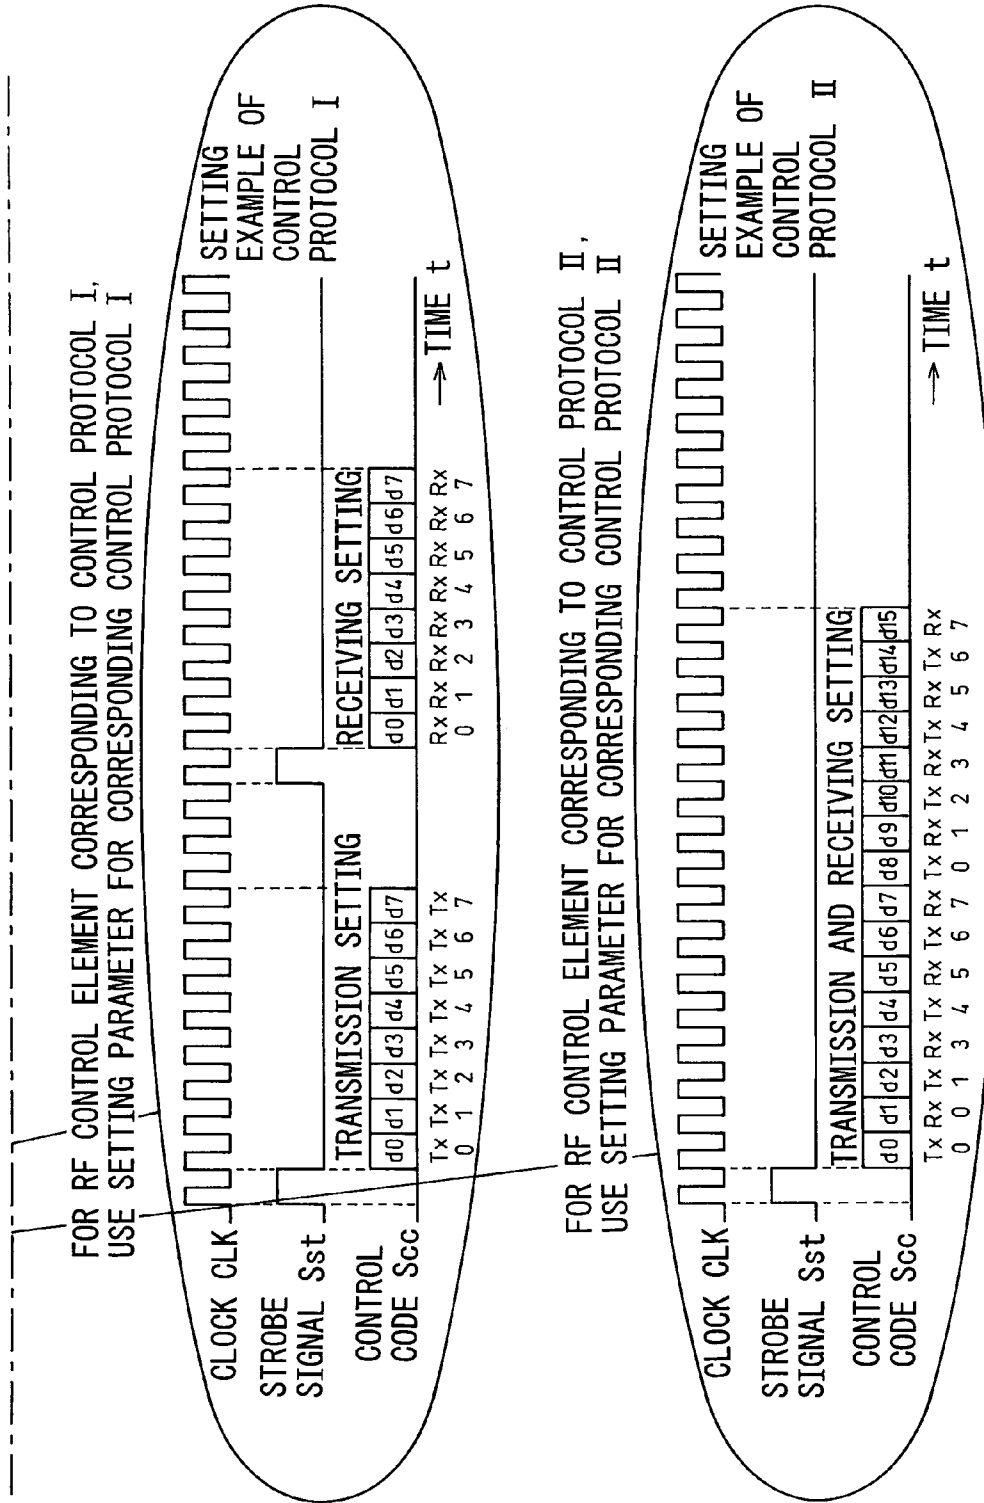 FOR RF CONTROL ELEMENT CORRESPONDING TO CONTROL PROTOCOL I,
USE SETTING PARAMETER FOR CORRESPONDING CONTROL PROTOCOL I
CLOCK CLK
SETTING
EXAMPLE OF
CONTROL
PROTOCOL I
STROBE
SIGNAL Sst
TRANSMISSION SETTING
RECEIVING SETTING
CONTROL
CODE Scc
d0 d1 d2 d3 d4 d5 d6 d7
d0 d1 d2 d3 d4 d5 d6 d7
Tx Tx Tx Tx Tx Tx Tx Tx
0 1 2 3 4 5 6 7
Rx Rx Rx Rx Rx Rx Rx Rx
0 1 2 3 4 5 6 7
→ TIME t
FOR RF CONTROL ELEMENT CORRESPONDING TO CONTROL PROTOCOL II,
USE SETTING PARAMETER FOR CORRESPONDING CONTROL PROTOCOL II
CLOCK CLK
SETTING
EXAMPLE OF
CONTROL
PROTOCOL II
STROBE
SIGNAL Sst
TRANSMISSION AND RECEIVING SETTING
CONTROL
CODE Scc
d0 d1 d2 d3 d4 d5 d6 d7 d8 d9 d10 d11 d12 d13 d14 d15
Tx Rx Tx Rx Tx Rx Tx Rx Tx Rx Tx Rx Tx Rx Tx Rx
0 0 1 3 4 5 6 7 0 1 2 3 4 5 6 7
→ TIME t